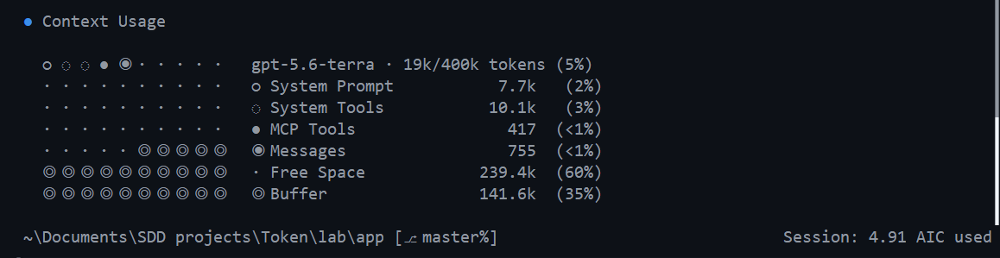 ● Context Usage
○ ◌ ◌ ● ◉ · · · · · gpt-5.6-terra · 19k/400k tokens (5%)
· · · · · · · · · · ○ System Prompt 7.7k (2%)
· · · · · · · · · · ◌ System Tools 10.1k (3%)
· · · · · · · · · · ● MCP Tools 417 (<1%)
· · · · · ◎ ◎ ◎ ◎ ◎ ◉ Messages 755 (<1%)
◎ ◎ ◎ ◎ ◎ ◎ ◎ ◎ ◎ ◎ · Free Space 239.4k (60%)
◎ ◎ ◎ ◎ ◎ ◎ ◎ ◎ ◎ ◎ ◎ Buffer 141.6k (35%)
~\Documents\SDD projects\Token\lab\app [⎇ master%] Session: 4.91 AIC used